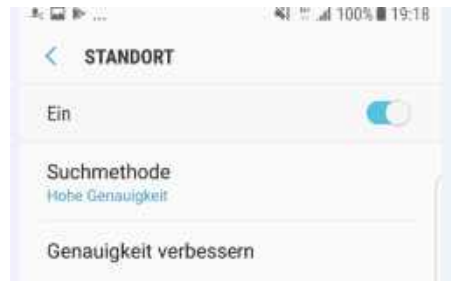 ... 100% 19:18
STANDORT
Ein
Suchmethode
Hohe Genauigkeit
Genauigkeit verbessern